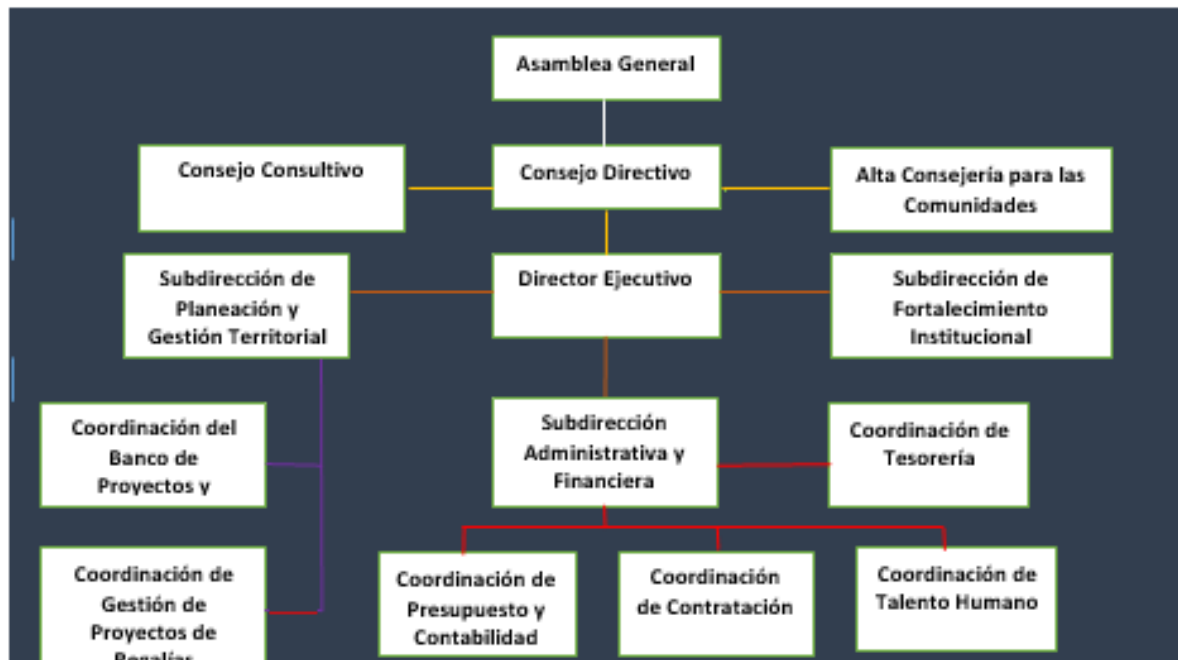 Asamblea General
Consejo Consultivo
Consejo Directivo
Alta Consejería para las
Comunidades
Subdirección de
Planeación y
Gestión Territorial
Director Ejecutivo
Subdirección de
Fortalecimiento
Institucional
Coordinación del
Banco de
Proyectos y
Subdirección
Administrativa y
Financiera
Coordinación de
Tesorería
Coordinación de
Gestión de
Proyectos de
Regalías
Coordinación de
Presupuesto y
Contabilidad
Coordinación
de Contratación
Coordinación de
Talento Humano